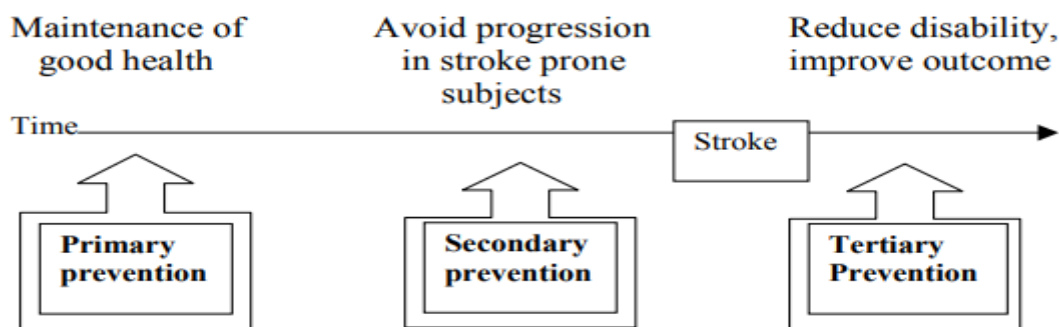 Maintenance of
good health
Avoid progression
in stroke prone
subjects
Reduce disability,
improve outcome
Time
Stroke
Primary
prevention
Secondary
prevention
Tertiary
Prevention